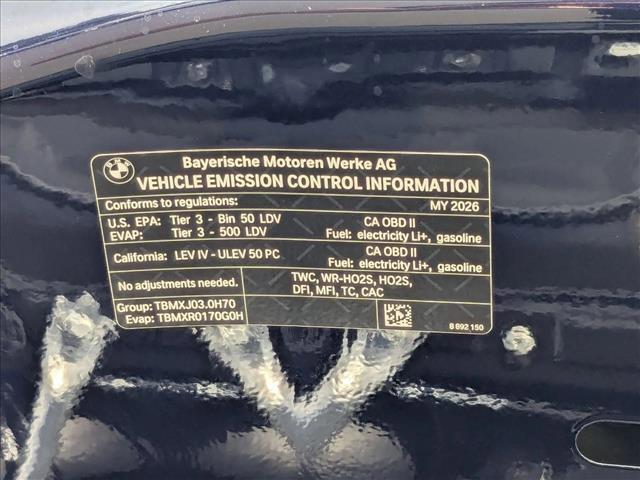 BMW
Bayerische Motoren Werke AG
VEHICLE EMISSION CONTROL INFORMATION
Conforms to regulations: MY 2026
U.S. EPA: Tier 3 - Bin 50 LDV CA OBD II
EVAP: Tier 3 - 500 LDV Fuel: electricity Li+, gasoline
California: LEV IV - ULEV 50 PC CA OBD II
Fuel: electricity Li+, gasoline
No adjustments needed. TWC, WR-HO2S, HO2S,
DFI, MFI, TC, CAC
Group: TBMXJ03.0H70
Evap: TBMXR0170G0H
8 892 150